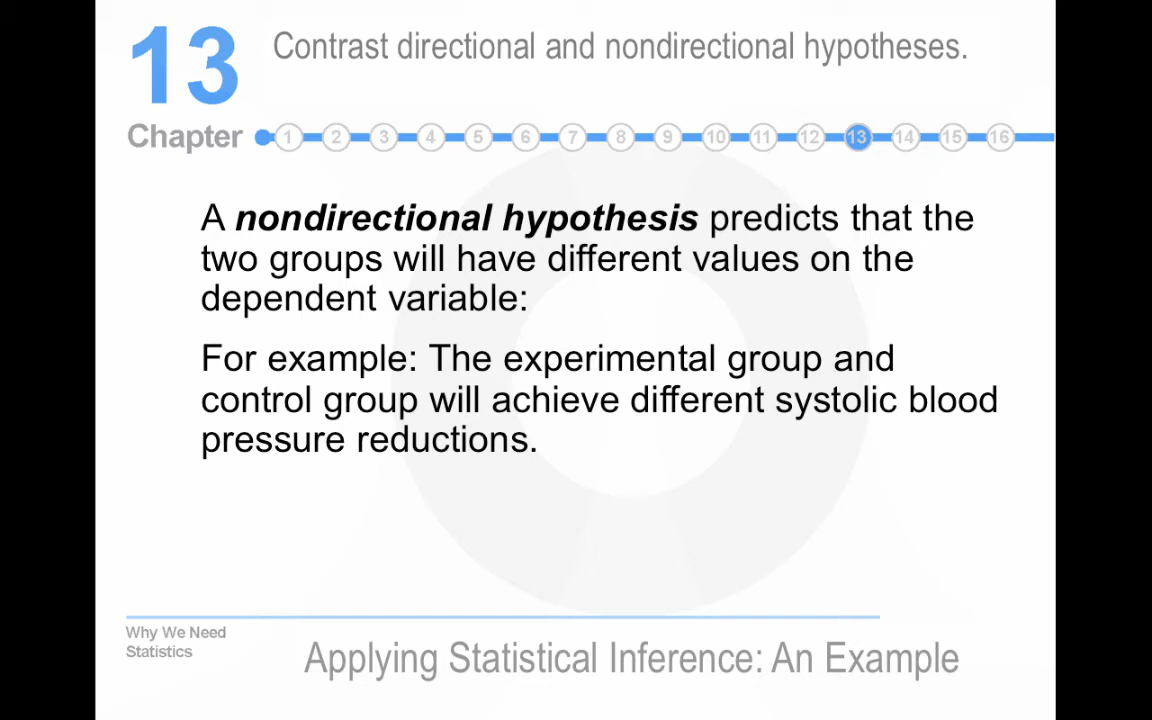 13
Contrast directional and nondirectional hypotheses.
Chapter
1 2 3 4 5 6 7 8 9 10 11 12 13 14 15 16
A nondirectional hypothesis predicts that the
two groups will have different values on the
dependent variable:
For example: The experimental group and
control group will achieve different systolic blood
pressure reductions.
Why We Need
Statistics
Applying Statistical Inference: An Example